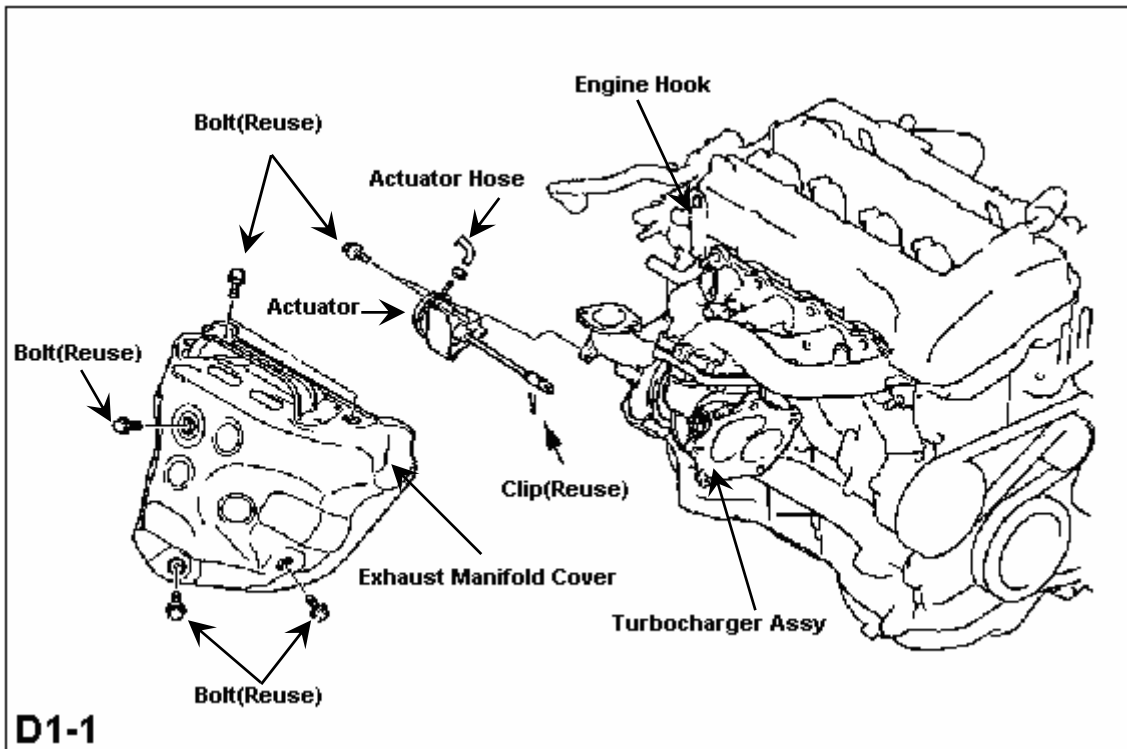 Engine Hook
Bolt(Reuse)
Actuator Hose
Actuator
Bolt(Reuse)
Clip(Reuse)
Exhaust Manifold Cover
Turbocharger Assy
Bolt(Reuse)
D1-1